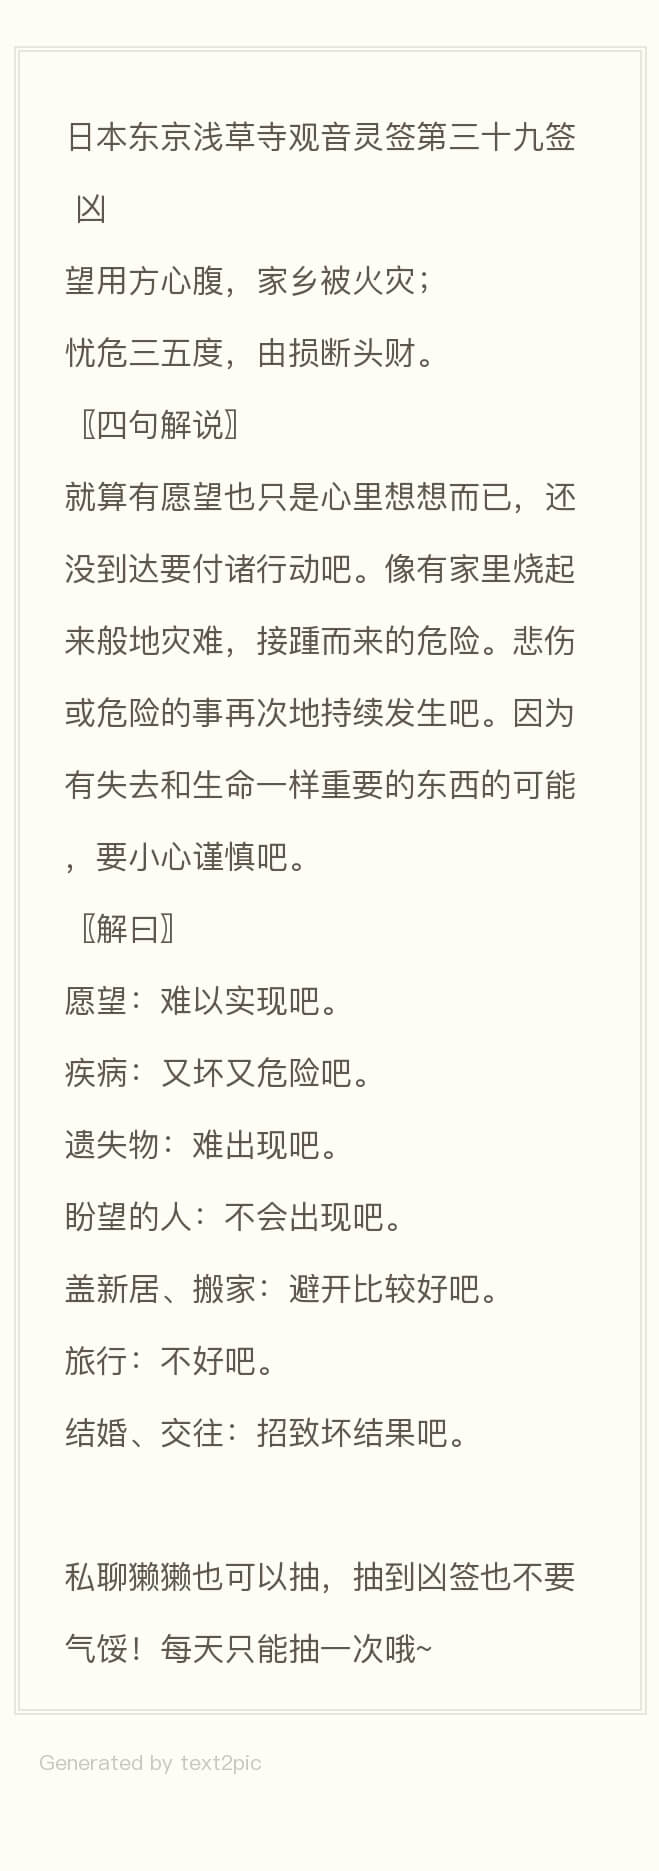 日本东京浅草寺观音灵签第三十九签
凶
望用方心腹，家乡被火灾；
忧危三五度，由损断头财。
〖四句解说〗
就算有愿望也只是心里想想而已，还
没到达要付诸行动吧。像有家里烧起
来般地灾难，接踵而来的危险。悲伤
或危险的事再次地持续发生吧。因为
有失去和生命一样重要的东西的可能
，要小心谨慎吧。
〖解曰〗
愿望：难以实现吧。
疾病：又坏又危险吧。
遗失物：难出现吧。
盼望的人：不会出现吧。
盖新居、搬家：避开比较好吧。
旅行：不好吧。
结婚、交往：招致坏结果吧。
私聊獭獭也可以抽，抽到凶签也不要
气馁！每天只能抽一次哦~
Generated by text2pic